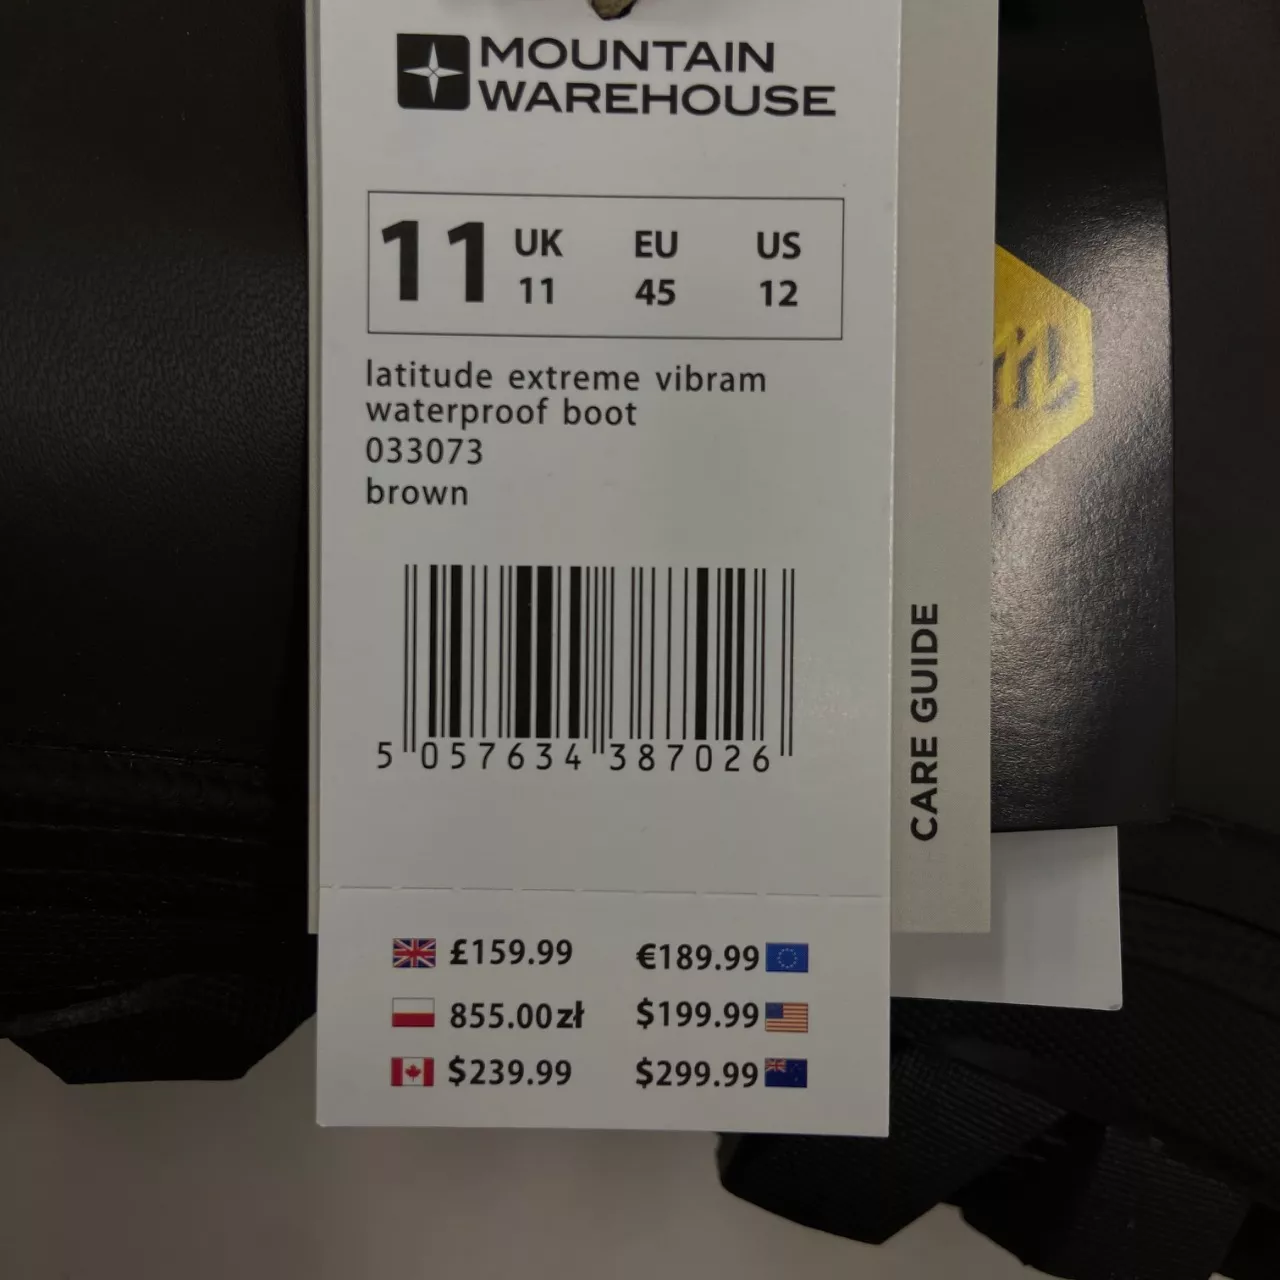 MOUNTAIN
WAREHOUSE
11 UK EU US
11 45 12
latitude extreme vibram
waterproof boot
033073
brown
5 057634 387026
£159.99 €189.99
855.00zł $199.99
$239.99 $299.99
CARE GUIDE